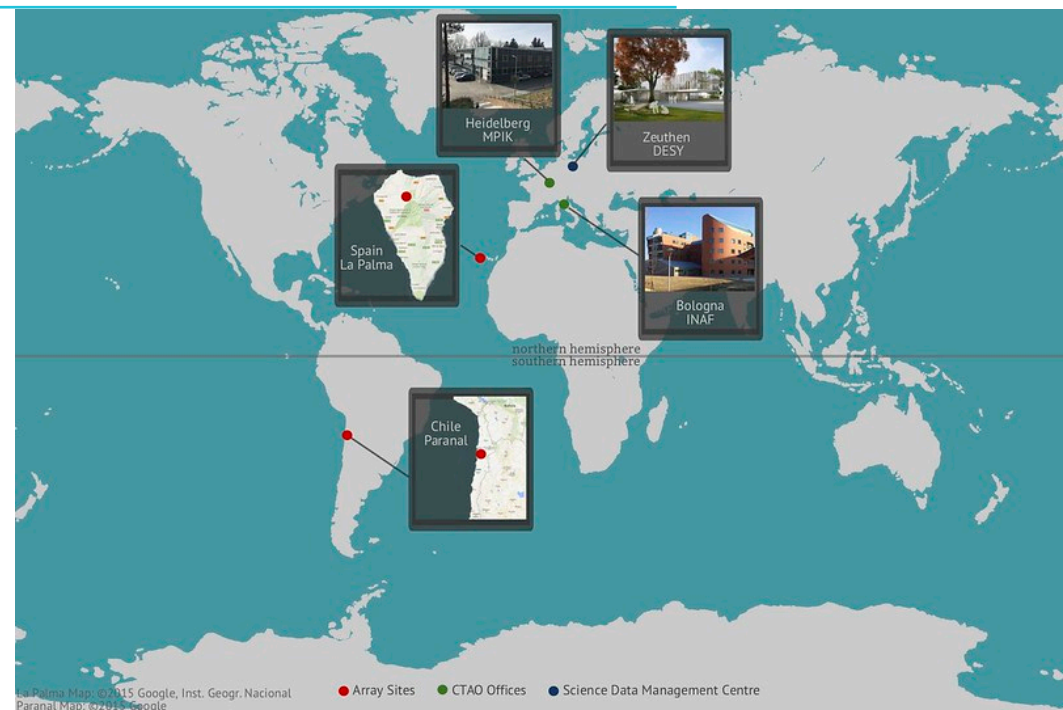 Heidelberg
MPIK
Zeuthen
DESY
Spain
La Palma
Bologna
INAF
northern hemisphere
southern hemisphere
Chile
Paranal
Array Sites
CTAO Offices
Science Data Management Centre
La Palma Map: ©2015 Google, Inst. Geogr. Nacional
Paranal Map: ©2015 Google